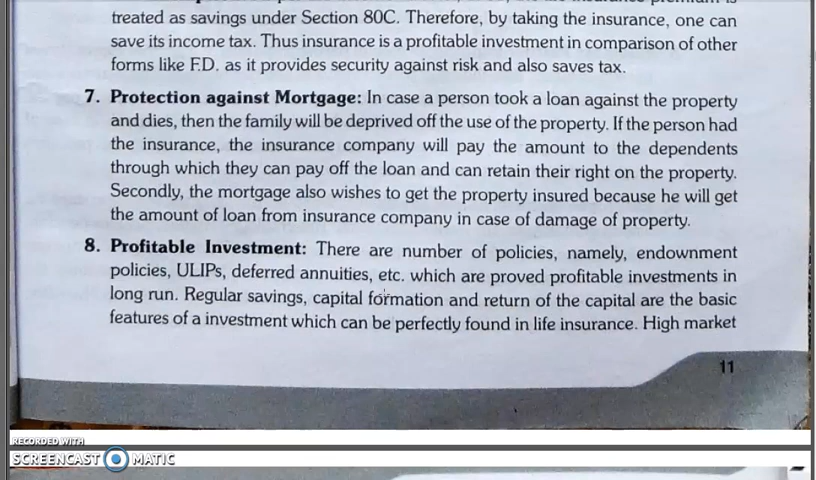 treated as savings under Section 80C. Therefore, by taking the insurance, one can
save its income tax. Thus insurance is a profitable investment in comparison of other
forms like F.D. as it provides security against risk and also saves tax.
7. Protection against Mortgage: In case a person took a loan against the property
and dies, then the family will be deprived off the use of the property. If the person had
the insurance, the insurance company will pay the amount to the dependents
through which they can pay off the loan and can retain their right on the property.
Secondly, the mortgage also wishes to get the property insured because he will get
the amount of loan from insurance company in case of damage of property.
8. Profitable Investment: There are number of policies, namely, endownment
policies, ULIPs, deferred annuities, etc. which are proved profitable investments in
long run. Regular savings, capital formation and return of the capital are the basic
features of a investment which can be perfectly found in life insurance. High market
11
RECORDED WITH
SCREENCAST MATIC